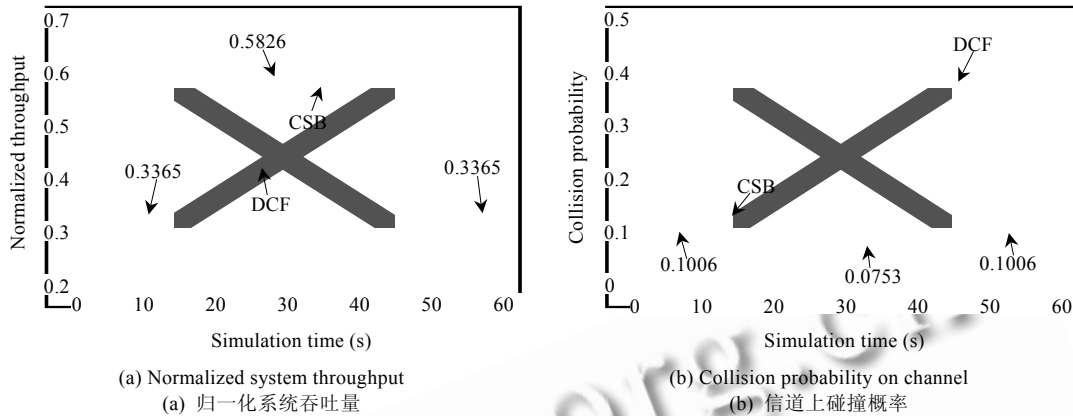 0.7
0.6
0.5
0.4
0.3
0.2
Normalized throughput
0.5826
CSB
0.3365
DCF
0.3365
0 10 20 30 40 50 60
Simulation time (s)
(a) Normalized system throughput
(a) 归一化系统吞吐量
0.5
0.4
0.3
0.2
0.1
0
Collision probability
DCF
CSB
0.1006
0.0753
0.1006
0 10 20 30 40 50 60
Simulation time (s)
(b) Collision probability on channel
(b) 信道上碰撞概率